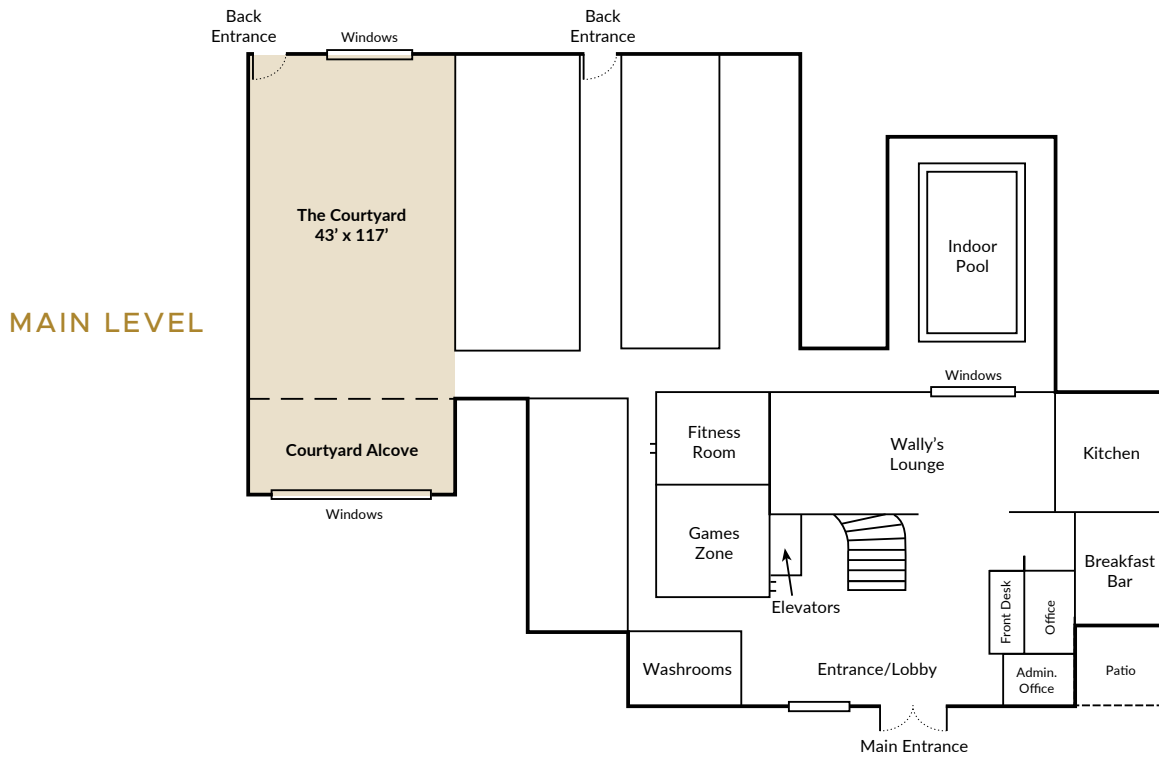 Back
Entrance
Windows
Back
Entrance
The Courtyard
43’ x 117’
Indoor
Pool
MAIN LEVEL
Windows
Fitness
Room
Wally’s
Lounge
Kitchen
Courtyard Alcove
Windows
Games
Zone
Breakfast
Bar
Elevators
Front Desk
Office
Washrooms
Entrance/Lobby
Admin.
Office
Patio
Main Entrance